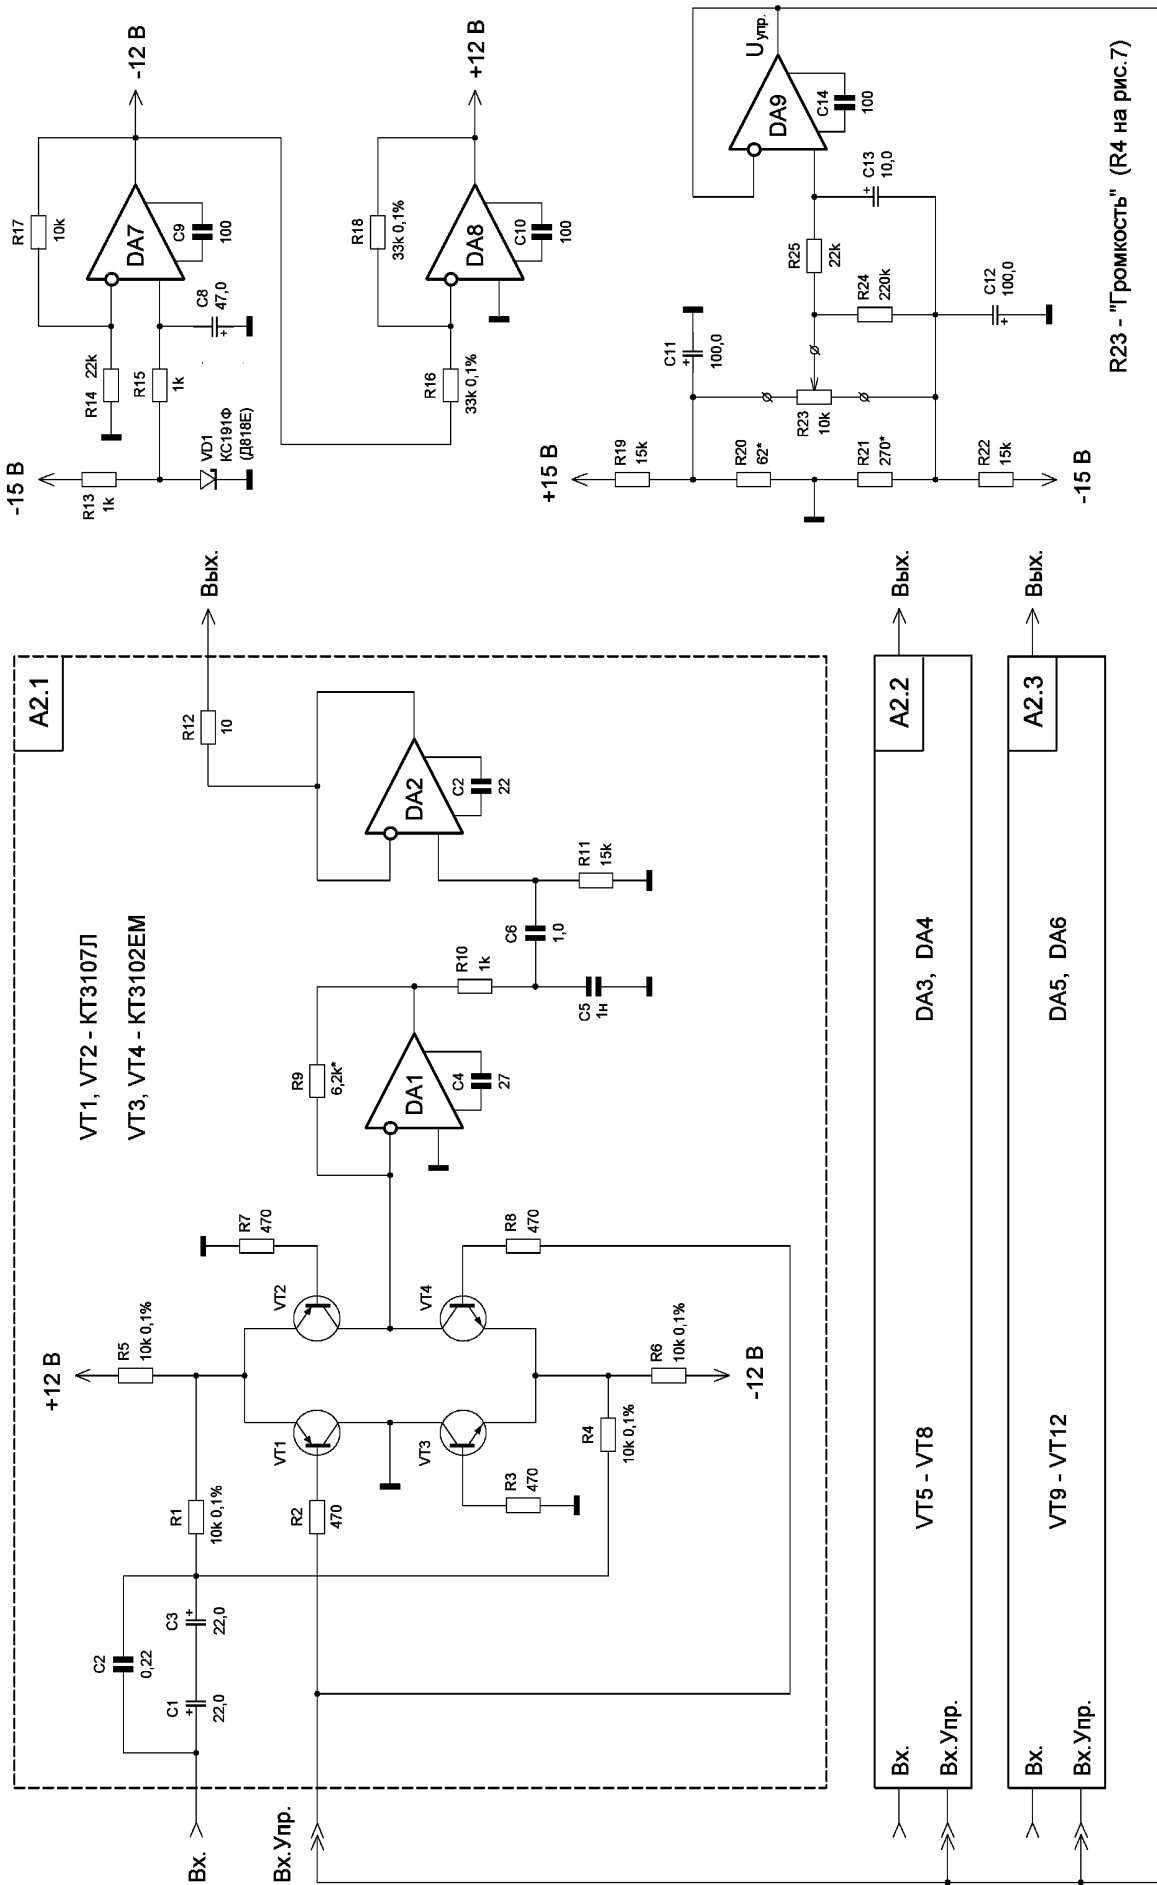 A2.1
VT1, VT2 - КТ3107Л
VT3, VT4 - КТ3102ЕМ
Вх.
Вх.Упр.
C1
22,0
C2
0,22
C3
22,0
R1
10k 0,1%
R2
470
R3
470
R4
10k 0,1%
+12 В
R5
10k 0,1%
R6
10k 0,1%
-12 В
VT1
VT2
VT3
VT4
R7
470
R8
470
R9
6,2k*
DA1
C4
27
R10
1k
C5
1н
C6
1,0
R11
15k
DA2
C2
22
R12
10
Вых.
-15 В
R13
1k
VD1
КС191Ф
(Д818Е)
R14
22k
R15
1k
C8
47,0
R17
10k
DA7
C9
100
-12 В
R16
33k 0,1%
R18
33k 0,1%
DA8
C10
100
+12 В
+15 В
R19
15k
R20
62*
R21
270*
R22
15k
-15 В
C11
100,0
R23
10k
R24
220k
R25
22k
C12
100,0
C13
10,0
DA9
C14
100
Uупр.
R23 - "Громкость" (R4 на рис.7)
A2.2
Вх.
Вх.Упр.
VT5 - VT8
DA3, DA4
Вых.
A2.3
Вх.
Вх.Упр.
VT9 - VT12
DA5, DA6
Вых.